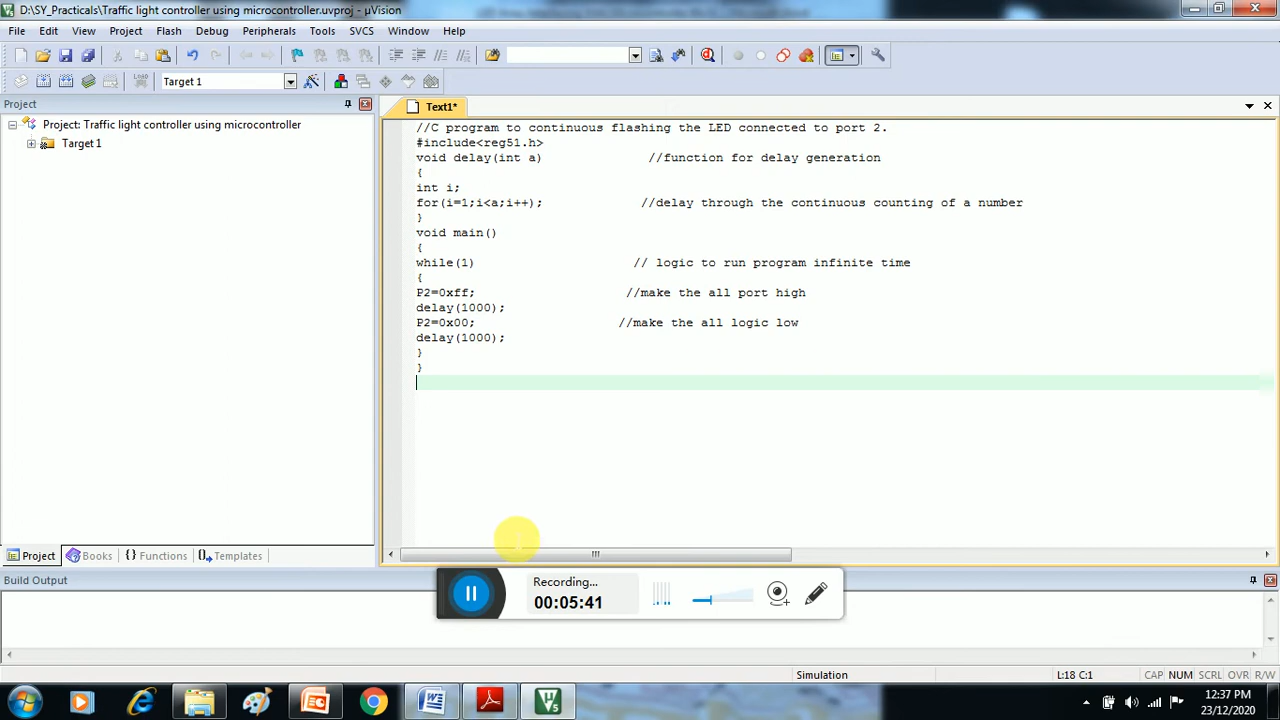 D:\SY_Practicals\Traffic light controller using microcontroller.uvproj - µVision
File Edit View Project Flash Debug Peripherals Tools SVCS Window Help
LOAD Target 1
Project
Text1*
Project: Traffic light controller using microcontroller
Target 1
//C program to continuous flashing the LED connected to port 2.
#include<reg51.h>
void delay(int a) //function for delay generation
{
int i;
for(i=1;i<a;i++); //delay through the continuous counting of a number
}
void main()
{
while(1) // logic to run program infinite time
{
P2=0xff; //make the all port high
delay(1000);
P2=0x00; //make the all logic low
delay(1000);
}
}
Project Books {} Functions Templates
Build Output
Recording...
00:05:41
Simulation L:18 C:1 CAP NUM SCRL OVR R/W
12:37 PM
23/12/2020